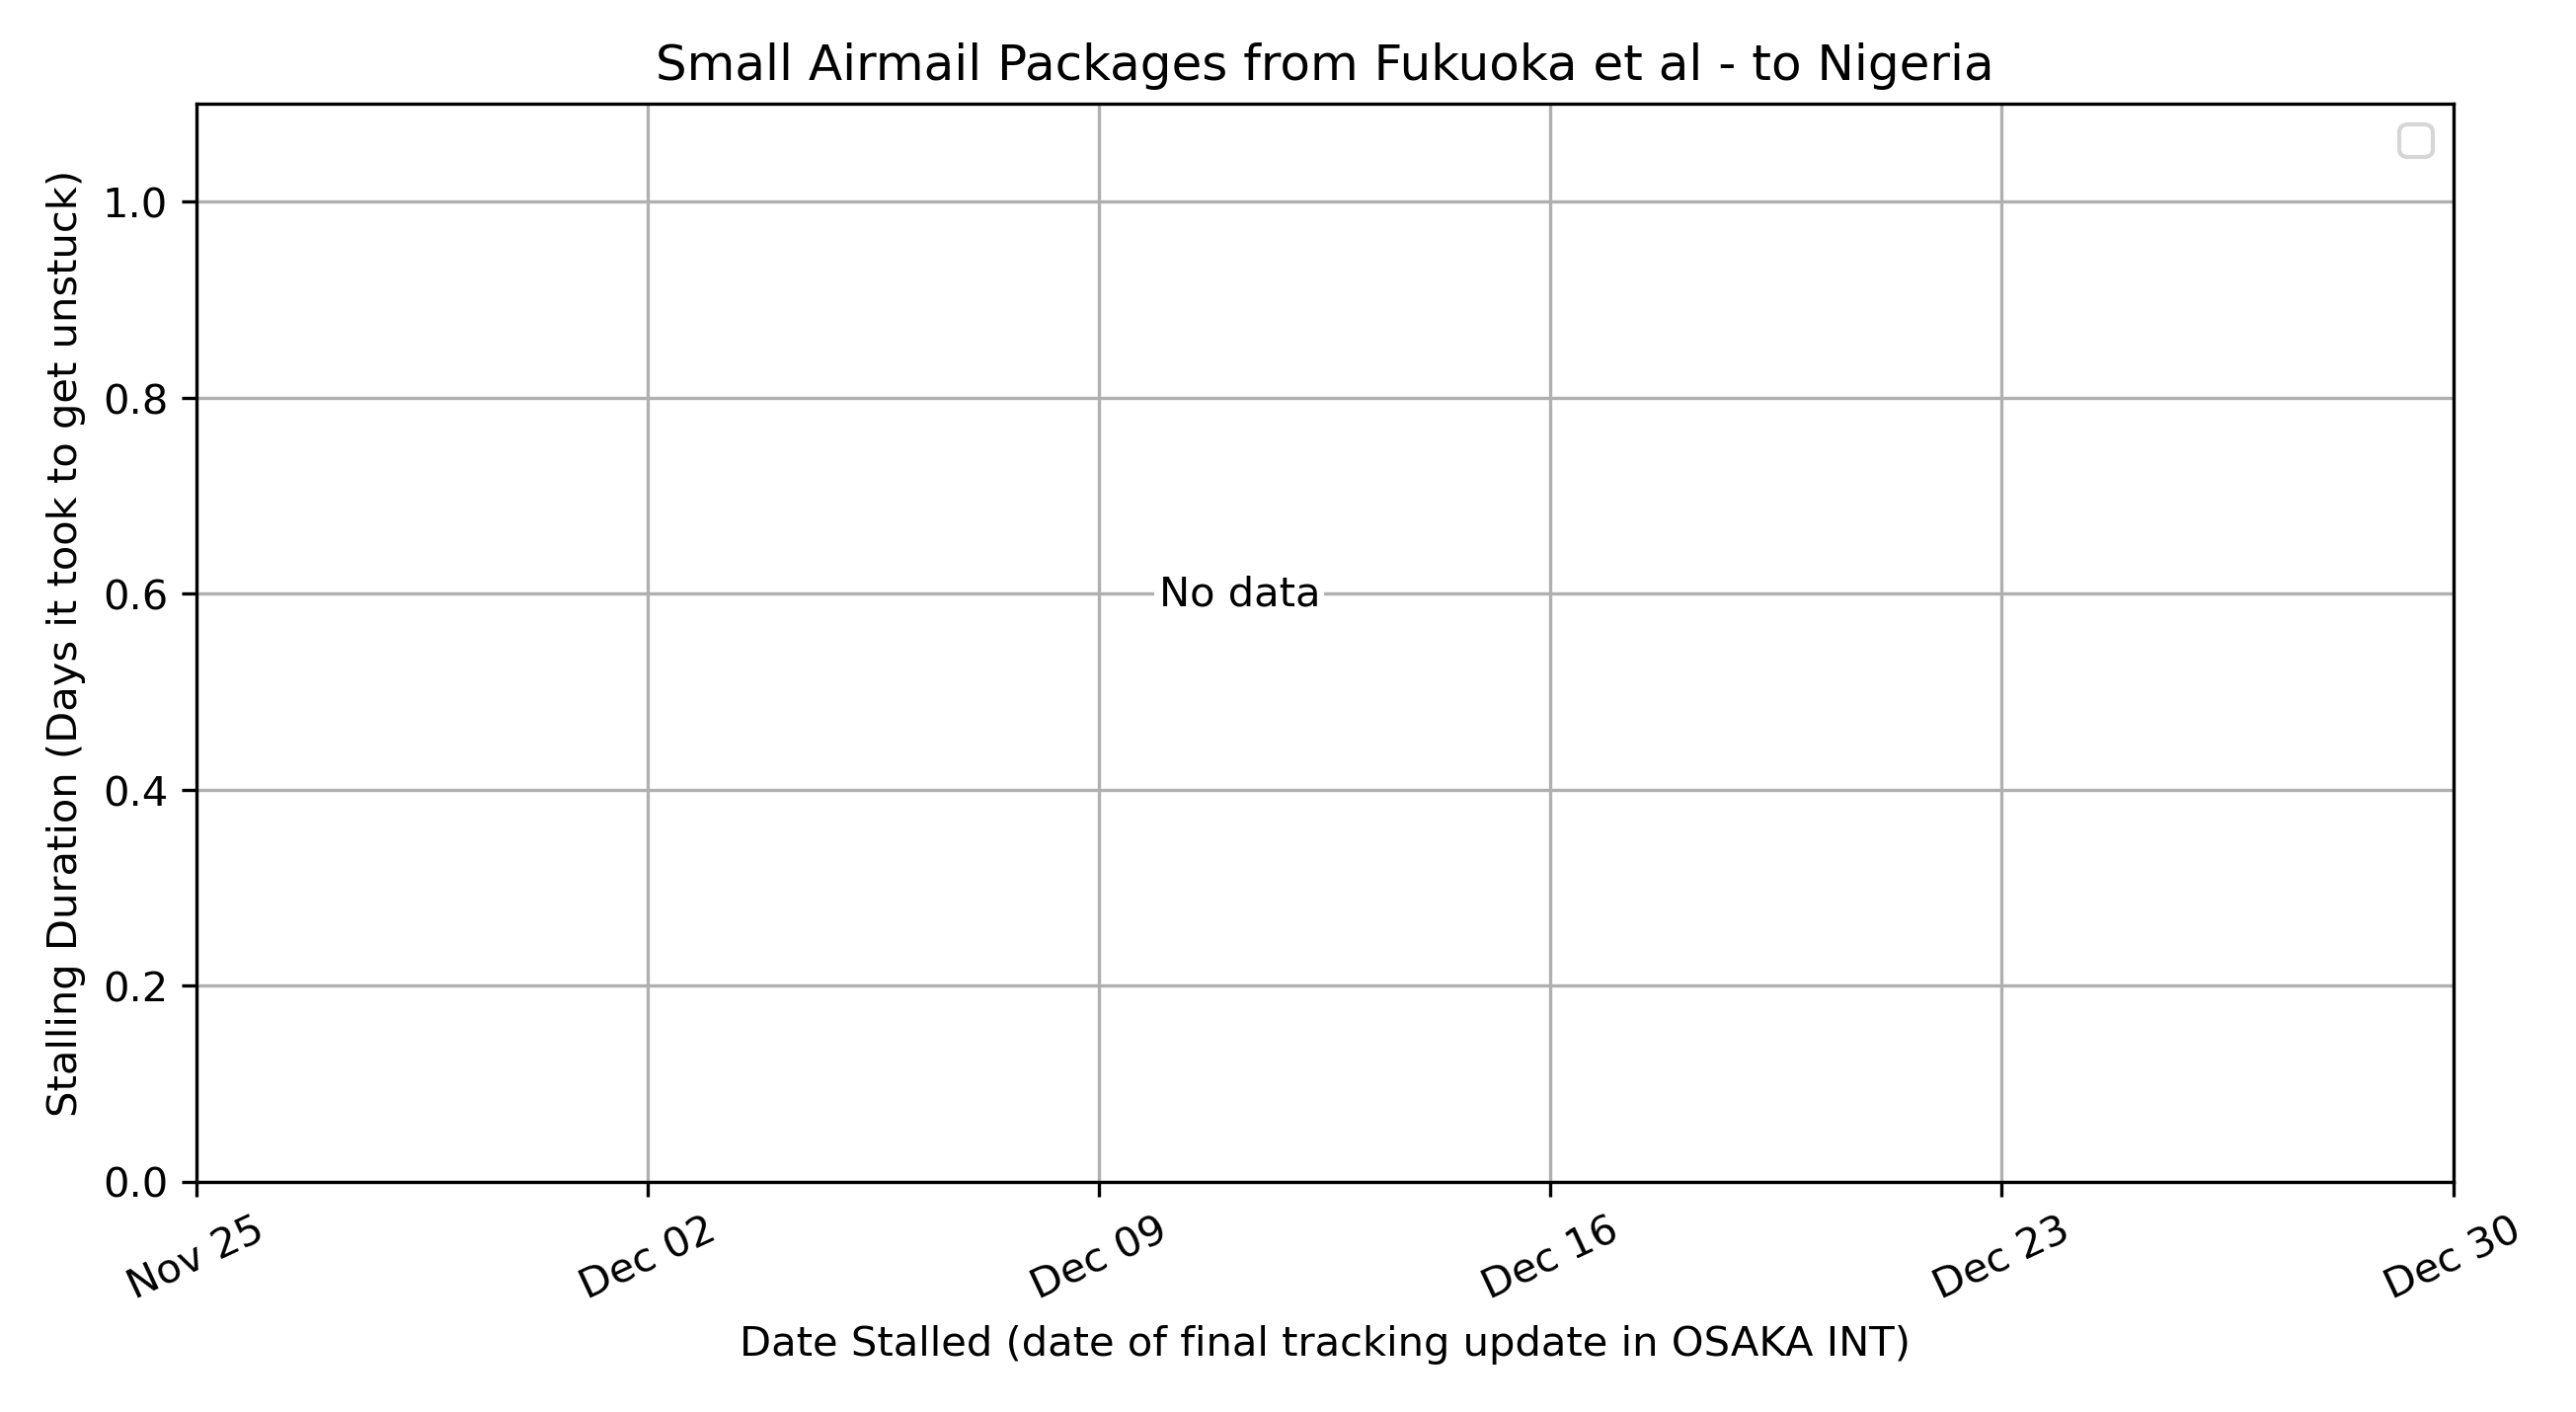 Small Airmail Packages from Fukuoka et al - to Nigeria
Stalling Duration (Days it took to get unstuck)
1.0
0.8
0.6
0.4
0.2
0.0
No data
Nov 25
Dec 02
Dec 09
Dec 16
Dec 23
Dec 30
Date Stalled (date of final tracking update in OSAKA INT)